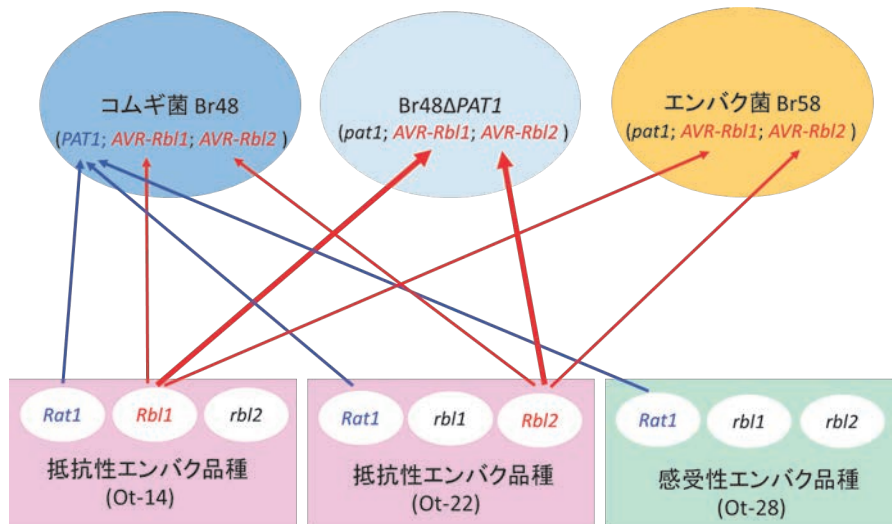 コムギ菌 Br48
(PAT1; AVR-Rbl1; AVR-Rbl2 )
Br48ΔPAT1
(pat1; AVR-Rbl1; AVR-Rbl2 )
エンバク菌 Br58
(pat1; AVR-Rbl1; AVR-Rbl2 )
Rat1 Rbl1 rbl2
抵抗性エンバク品種
(Ot-14)
Rat1 rbl1 Rbl2
抵抗性エンバク品種
(Ot-22)
Rat1 rbl1 rbl2
感受性エンバク品種
(Ot-28)